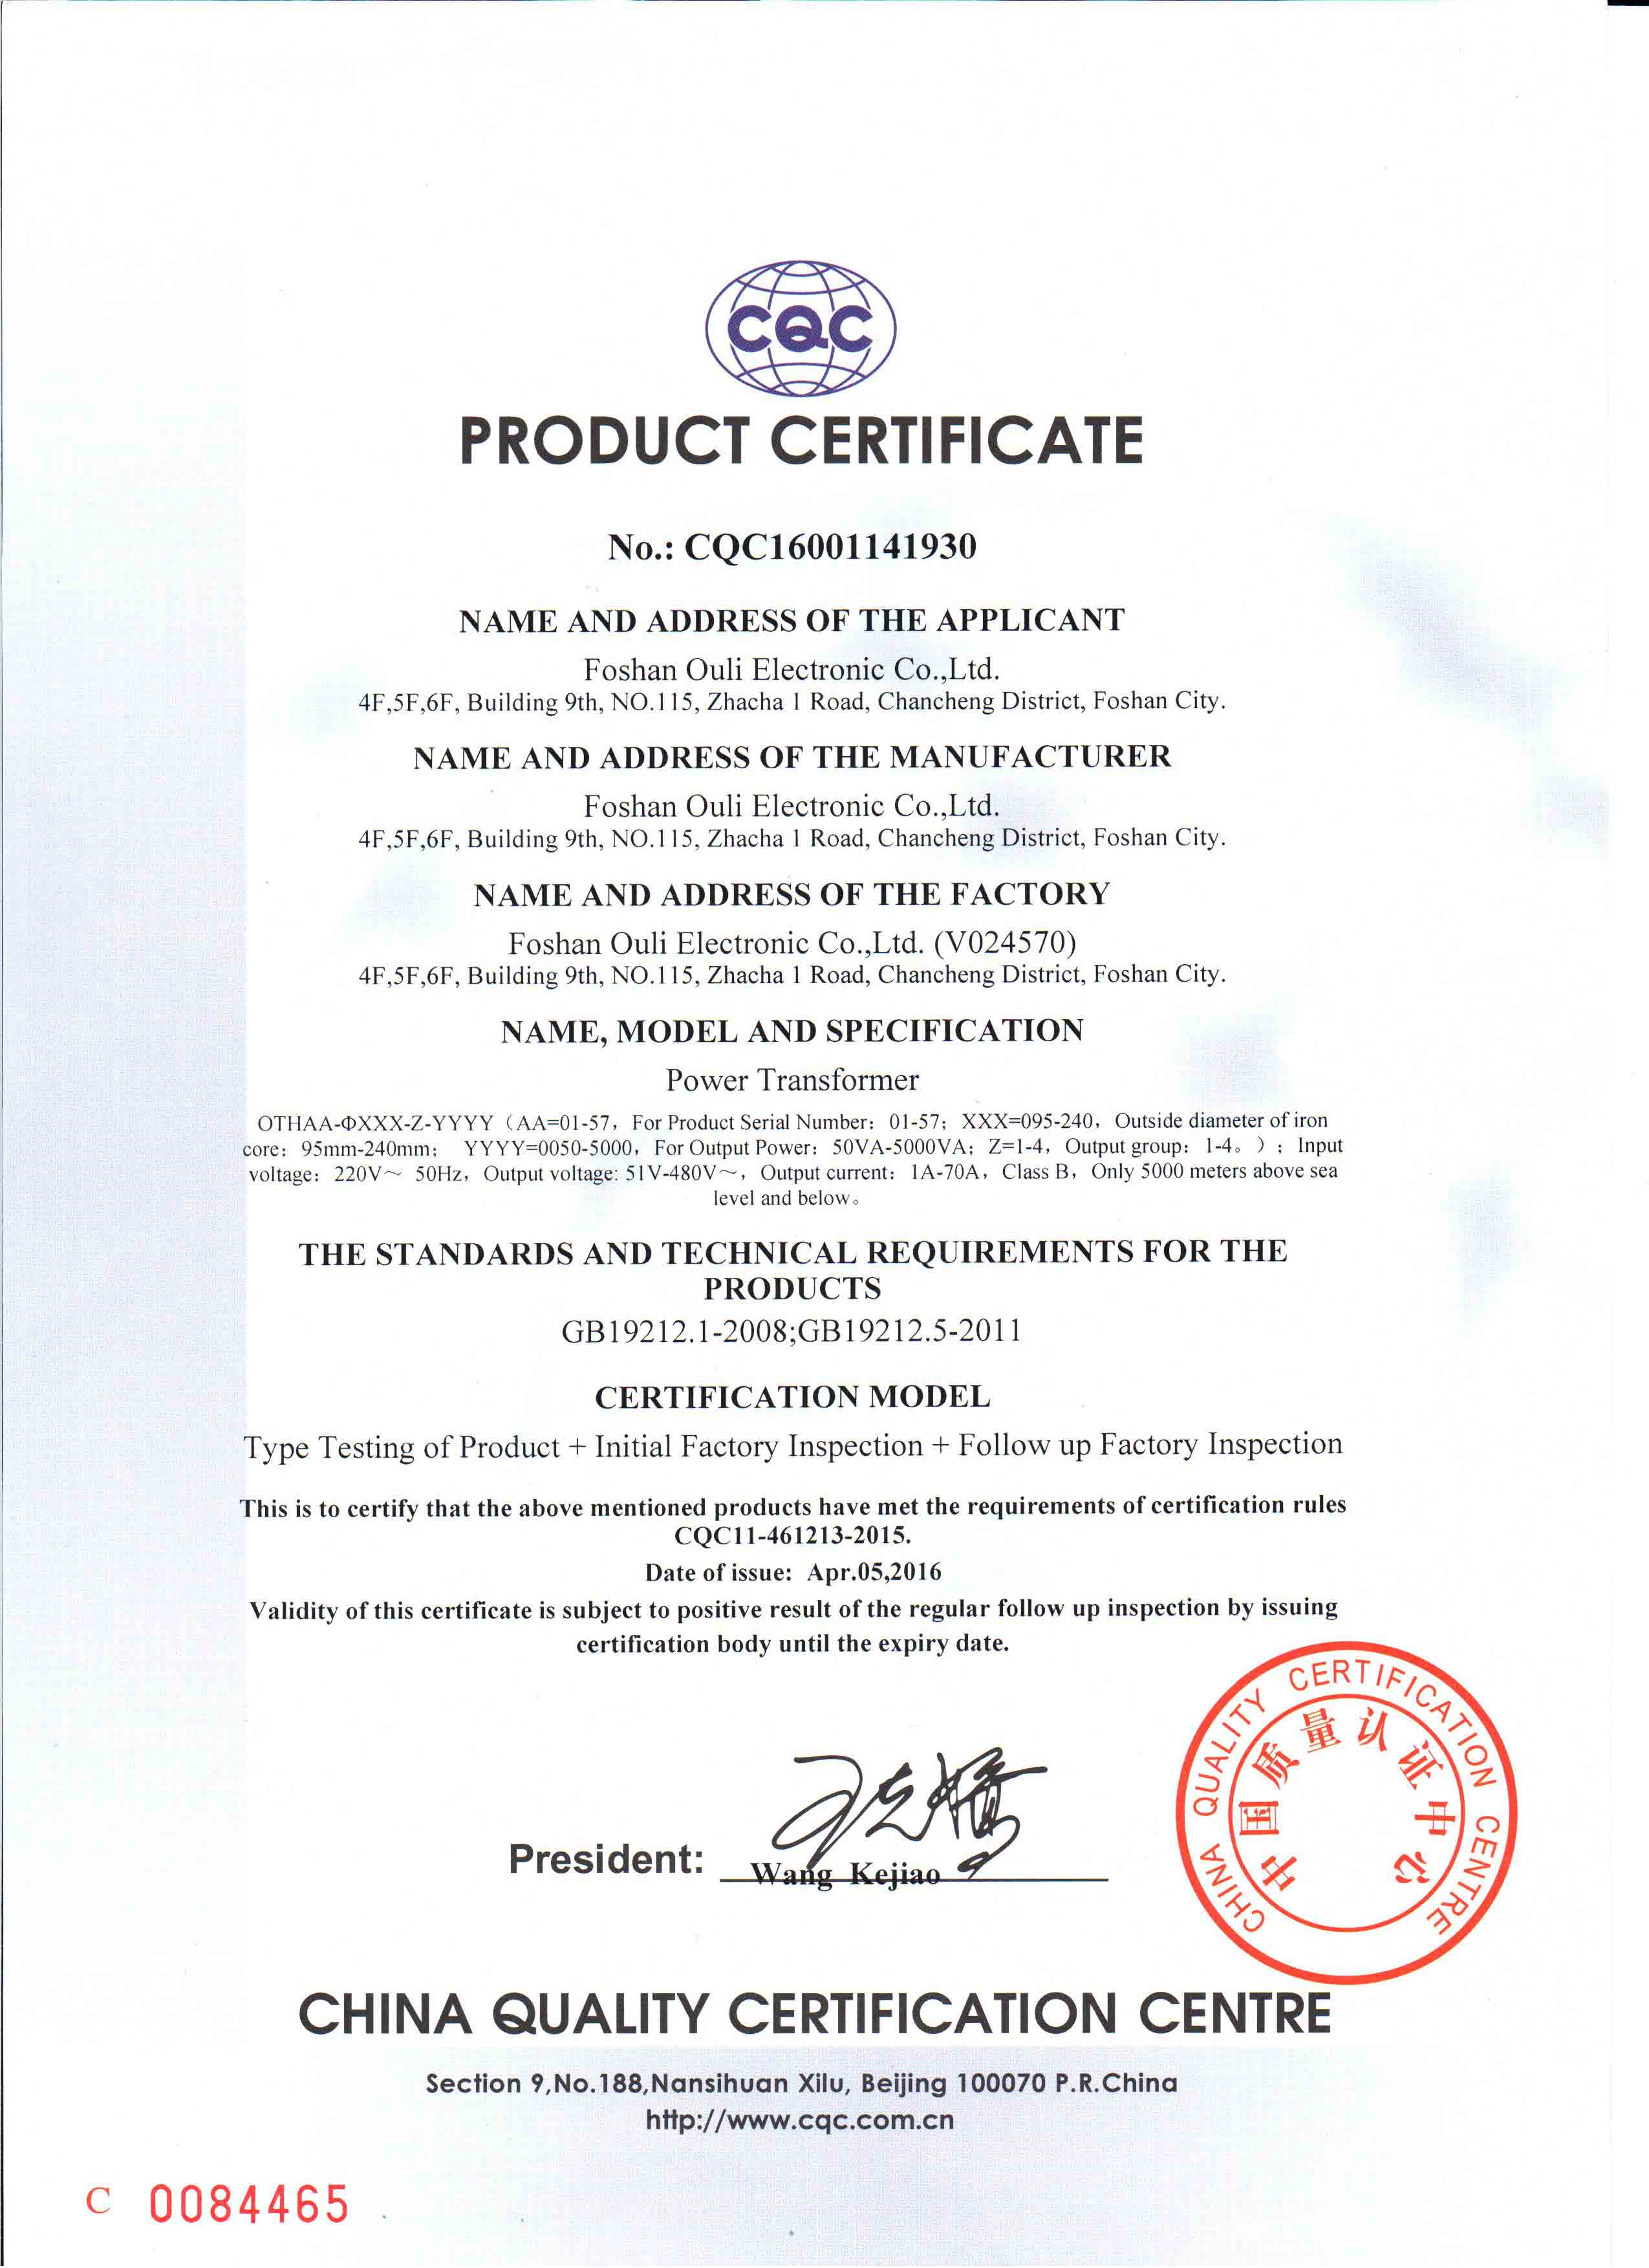 CQC
PRODUCT CERTIFICATE
No.: CQC16001141930
NAME AND ADDRESS OF THE APPLICANT
Foshan Ouli Electronic Co.,Ltd.
4F,5F,6F, Building 9th, NO.115, Zhacha 1 Road, Chancheng District, Foshan City.
NAME AND ADDRESS OF THE MANUFACTURER
Foshan Ouli Electronic Co.,Ltd.
4F,5F,6F, Building 9th, NO.115, Zhacha 1 Road, Chancheng District, Foshan City.
NAME AND ADDRESS OF THE FACTORY
Foshan Ouli Electronic Co.,Ltd. (V024570)
4F,5F,6F, Building 9th, NO.115, Zhacha 1 Road, Chancheng District, Foshan City.
NAME, MODEL AND SPECIFICATION
Power Transformer
OTHAA-ΦXXX-Z-YYYY（AA=01-57，For Product Serial Number：01-57；XXX=095-240，Outside diameter of iron
core：95mm-240mm； YYYY=0050-5000，For Output Power：50VA-5000VA；Z=1-4，Output group：1-4。）；Input
voltage：220V～ 50Hz，Output voltage: 51V-480V～，Output current：1A-70A，Class B，Only 5000 meters above sea
level and below。
THE STANDARDS AND TECHNICAL REQUIREMENTS FOR THE
PRODUCTS
GB19212.1-2008;GB19212.5-2011
CERTIFICATION MODEL
Type Testing of Product + Initial Factory Inspection + Follow up Factory Inspection
This is to certify that the above mentioned products have met the requirements of certification rules
CQC11-461213-2015.
Date of issue: Apr.05,2016
Validity of this certificate is subject to positive result of the regular follow up inspection by issuing
certification body until the expiry date.
CHINA QUALITY CERTIFICATION CENTRE
中国质量认证中心
President: Wang Kejiao
CHINA QUALITY CERTIFICATION CENTRE
Section 9,No.188,Nansihuan Xilu, Beijing 100070 P.R.China
http://www.cqc.com.cn
C 0084465